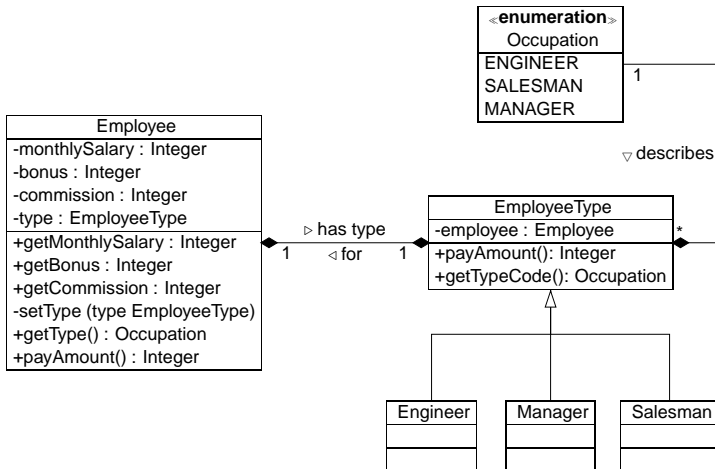 «enumeration»
Occupation
ENGINEER
SALESMAN
MANAGER
1
▽ describes
Employee
-monthlySalary : Integer
-bonus : Integer
-commission : Integer
-type : EmployeeType
+getMonthlySalary : Integer
+getBonus : Integer
+getCommission : Integer
-setType (type EmployeeType)
+getType() : Occupation
+payAmount() : Integer
▷ has type
1 ◁ for 1
EmployeeType
-employee : Employee
+payAmount(): Integer
+getTypeCode(): Occupation
*
Engineer
Manager
Salesman